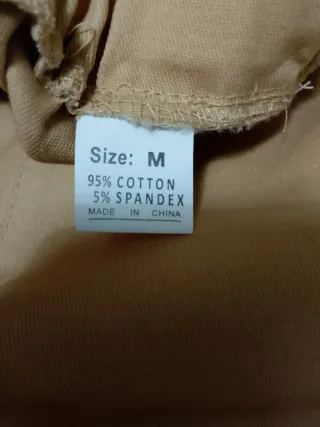 Size: M
95% COTTON
5% SPANDEX
MADE IN CHINA